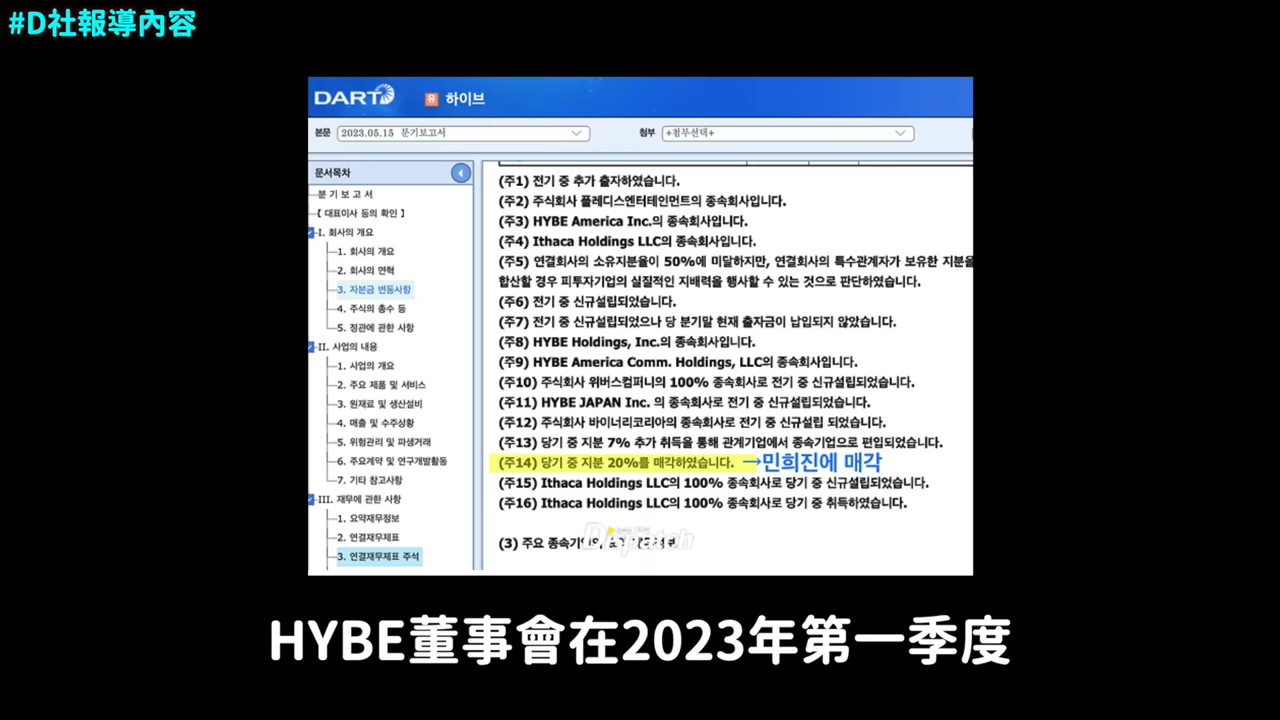 #D社報導內容
DART 유 하이브
본문 2023.05.15 분기보고서 첨부 +첨부선택+
문서목차
분 기 보 고 서
【 대표이사 등의 확인 】
I. 회사의 개요
1. 회사의 개요
2. 회사의 연혁
3. 자본금 변동사항
4. 주식의 총수 등
5. 정관에 관한 사항
II. 사업의 내용
1. 사업의 개요
2. 주요 제품 및 서비스
3. 원재료 및 생산설비
4. 매출 및 수주상황
5. 위험관리 및 파생거래
6. 주요계약 및 연구개발활동
7. 기타 참고사항
III. 재무에 관한 사항
1. 요약재무정보
2. 연결재무제표
3. 연결재무제표 주석
(주1) 전기 중 추가 출자하였습니다.
(주2) 주식회사 플레디스엔터테인먼트의 종속회사입니다.
(주3) HYBE America Inc.의 종속회사입니다.
(주4) Ithaca Holdings LLC의 종속회사입니다.
(주5) 연결회사의 소유지분율이 50%에 미달하지만, 연결회사의 특수관계자가 보유한 지분을
합산할 경우 피투자기업의 실질적인 지배력을 행사할 수 있는 것으로 판단하였습니다.
(주6) 전기 중 신규설립되었습니다.
(주7) 전기 중 신규설립되었으나 당 분기말 현재 출자금이 납입되지 않았습니다.
(주8) HYBE Holdings, Inc.의 종속회사입니다.
(주9) HYBE America Comm. Holdings, LLC의 종속회사입니다.
(주10) 주식회사 위버스컴퍼니의 100% 종속회사로 전기 중 신규설립되었습니다.
(주11) HYBE JAPAN Inc. 의 종속회사로 전기 중 신규설립되었습니다.
(주12) 주식회사 바이너리코리아의 종속회사로 전기 중 신규설립 되었습니다.
(주13) 당기 중 지분 7% 추가 취득을 통해 관계기업에서 종속기업으로 편입되었습니다.
(주14) 당기 중 지분 20%를 매각하였습니다. →민희진에 매각
(주15) Ithaca Holdings LLC의 100% 종속회사로 당기 중 신규설립되었습니다.
(주16) Ithaca Holdings LLC의 100% 종속회사로 당기 중 취득하였습니다.
Dispatch
(3) 주요 종속기업의
HYBE董事會在2023年第一季度